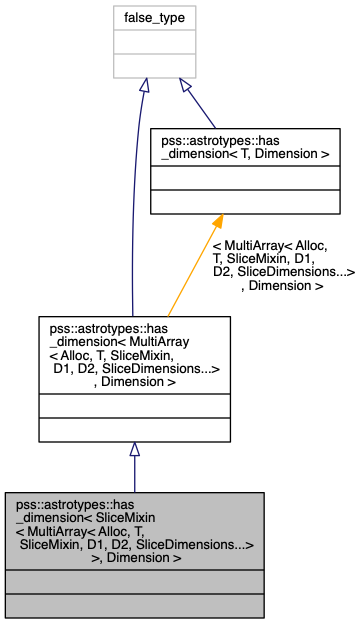 false_type
pss::astrotypes::has
_dimension< T, Dimension >
< MultiArray< Alloc,
T, SliceMixin, D1,
D2, SliceDimensions...>
, Dimension >
pss::astrotypes::has
_dimension< MultiArray
< Alloc, T, SliceMixin,
D1, D2, SliceDimensions...>
, Dimension >
pss::astrotypes::has
_dimension< SliceMixin
< MultiArray< Alloc, T,
SliceMixin, D1, D2, SliceDimensions...>
>, Dimension >